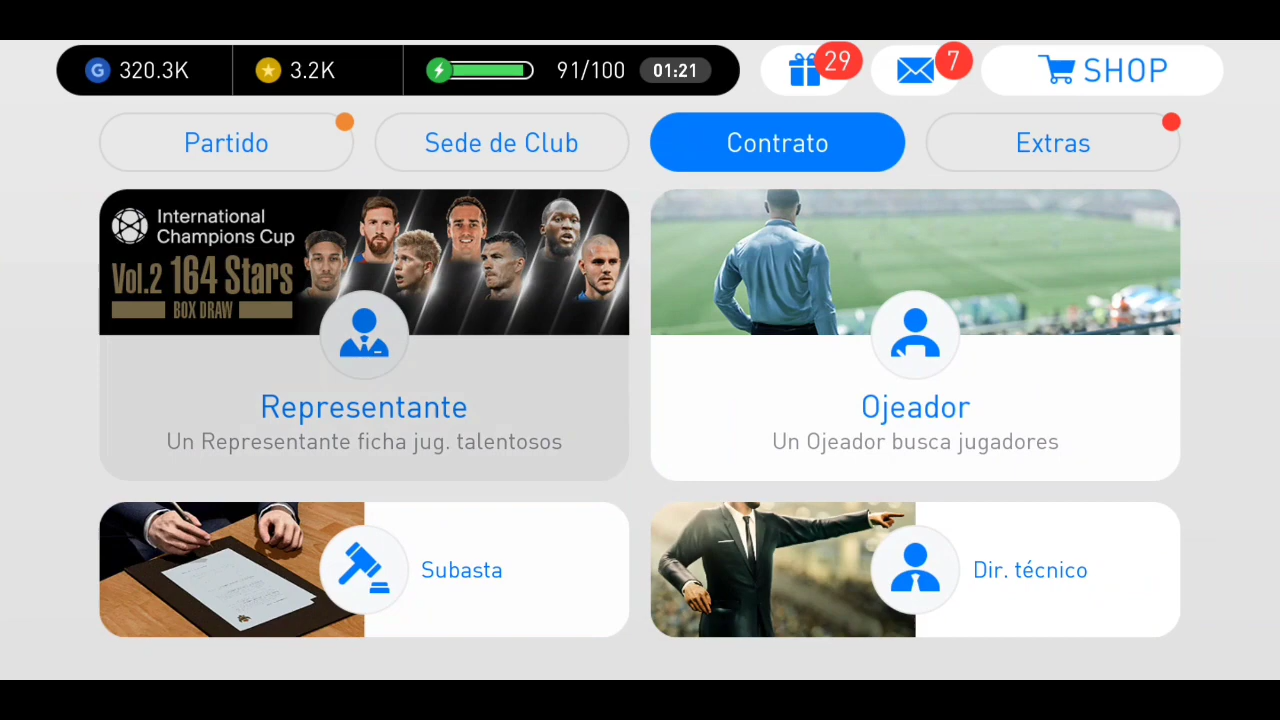 G 320.3K
3.2K
91/100
01:21
29
7
SHOP
Partido
Sede de Club
Contrato
Extras
International
Champions Cup
Vol.2 164 Stars
BOX DRAW
Representante
Un Representante ficha jug. talentosos
Ojeador
Un Ojeador busca jugadores
Subasta
Dir. técnico